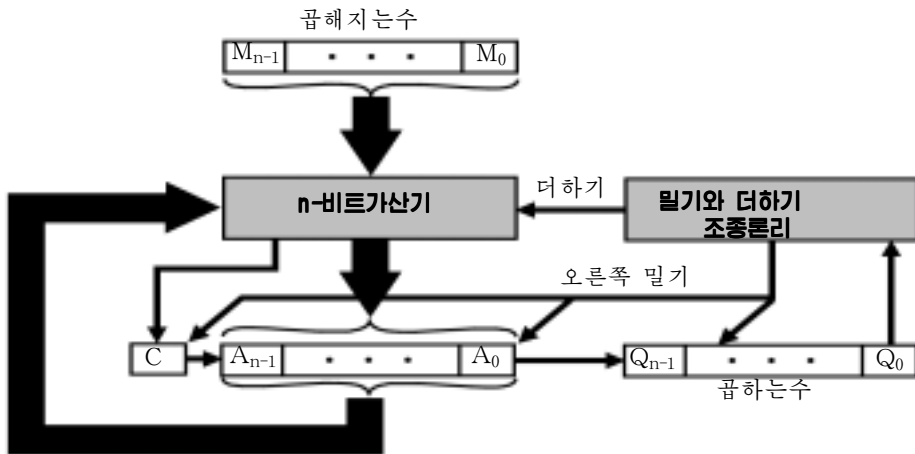 곱해지는수
Mn-1 · · · M0
n-비트가산기
더하기
밀기와 더하기
조종론리
오른쪽 밀기
C
An-1 · · · A0
Qn-1 · · · Q0
곱하는수